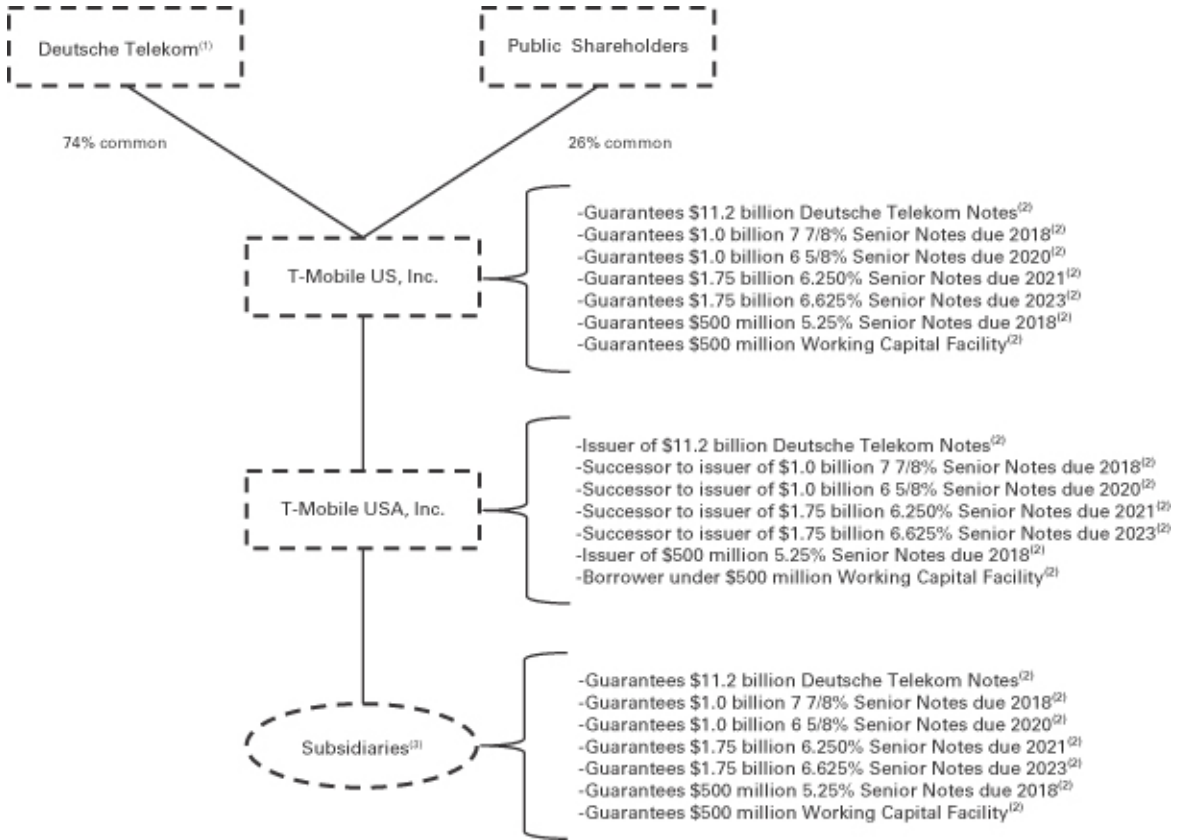 Deutsche Telekom(1)
Public Shareholders
74% common
26% common
T-Mobile US, Inc.
-Guarantees $11.2 billion Deutsche Telekom Notes(2)
-Guarantees $1.0 billion 7 7/8% Senior Notes due 2018(2)
-Guarantees $1.0 billion 6 5/8% Senior Notes due 2020(2)
-Guarantees $1.75 billion 6.250% Senior Notes due 2021(2)
-Guarantees $1.75 billion 6.625% Senior Notes due 2023(2)
-Guarantees $500 million 5.25% Senior Notes due 2018(2)
-Guarantees $500 million Working Capital Facility(2)
T-Mobile USA, Inc.
-Issuer of $11.2 billion Deutsche Telekom Notes(2)
-Successor to issuer of $1.0 billion 7 7/8% Senior Notes due 2018(2)
-Successor to issuer of $1.0 billion 6 5/8% Senior Notes due 2020(2)
-Successor to issuer of $1.75 billion 6.250% Senior Notes due 2021(2)
-Successor to issuer of $1.75 billion 6.625% Senior Notes due 2023(2)
-Issuer of $500 million 5.25% Senior Notes due 2018(2)
-Borrower under $500 million Working Capital Facility(2)
Subsidiaries(3)
-Guarantees $11.2 billion Deutsche Telekom Notes(2)
-Guarantees $1.0 billion 7 7/8% Senior Notes due 2018(2)
-Guarantees $1.0 billion 6 5/8% Senior Notes due 2020(2)
-Guarantees $1.75 billion 6.250% Senior Notes due 2021(2)
-Guarantees $1.75 billion 6.625% Senior Notes due 2023(2)
-Guarantees $500 million 5.25% Senior Notes due 2018(2)
-Guarantees $500 million Working Capital Facility(2)